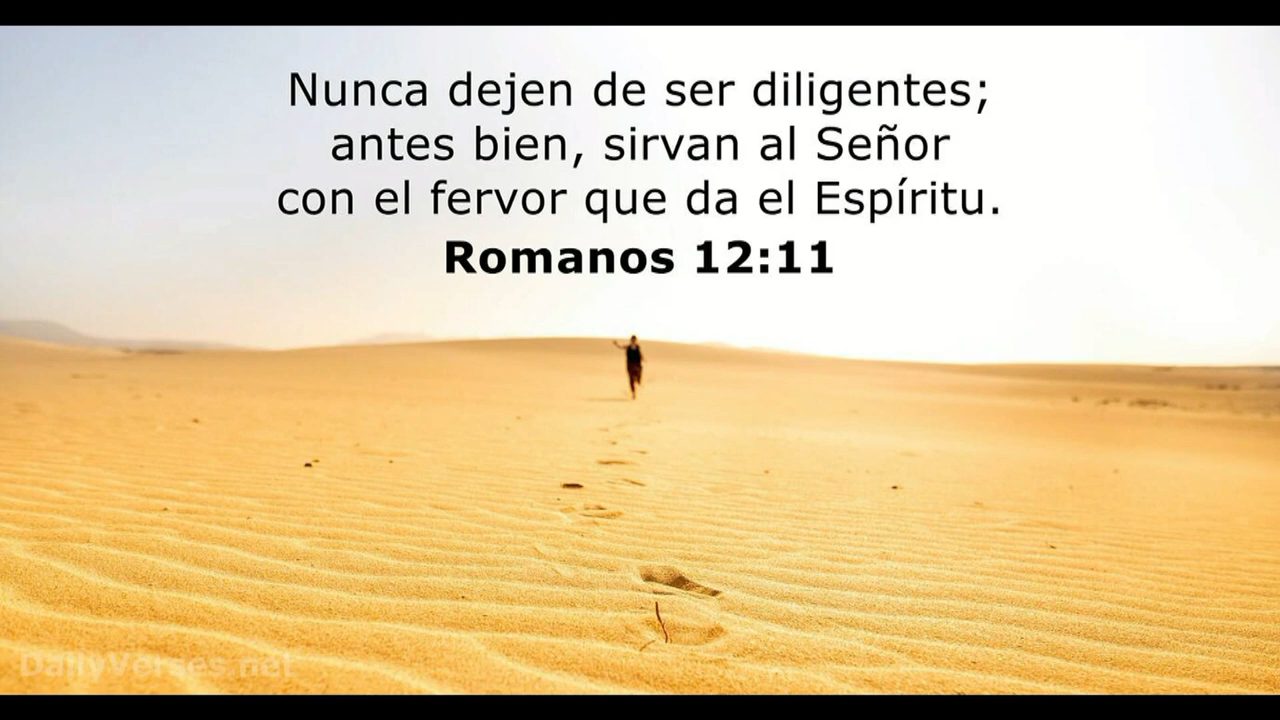 Nunca dejen de ser diligentes;
antes bien, sirvan al Señor
con el fervor que da el Espíritu.
Romanos 12:11
DailyVerses.net